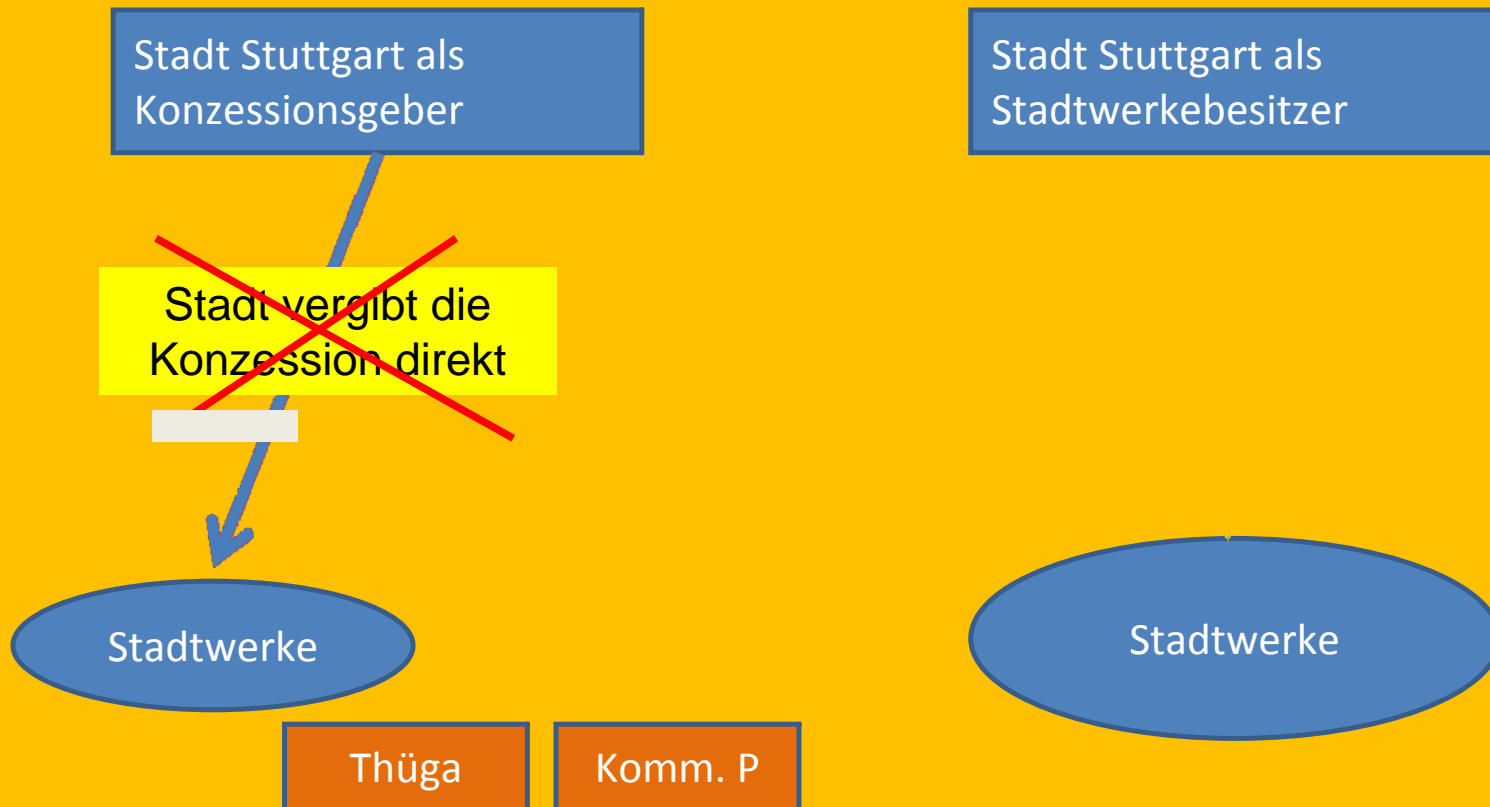 Stadt Stuttgart als
Konzessionsgeber
Stadt Stuttgart als
Stadtwerkebesitzer
Stadt vergibt die
Konzession direkt
Stadtwerke
Stadtwerke
Thüga
Komm. P